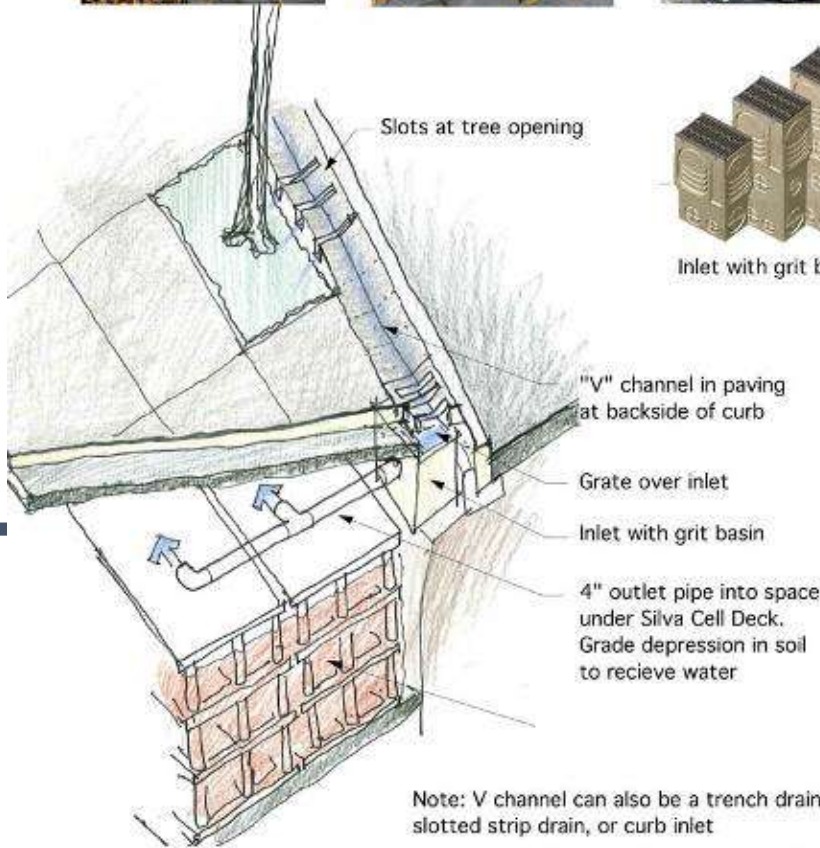 Slots at tree opening
Inlet with grit b
"V" channel in paving
at backside of curb
Grate over inlet
Inlet with grit basin
4" outlet pipe into space
under Silva Cell Deck.
Grade depression in soil
to recieve water
Note: V channel can also be a trench drain
slotted strip drain, or curb inlet